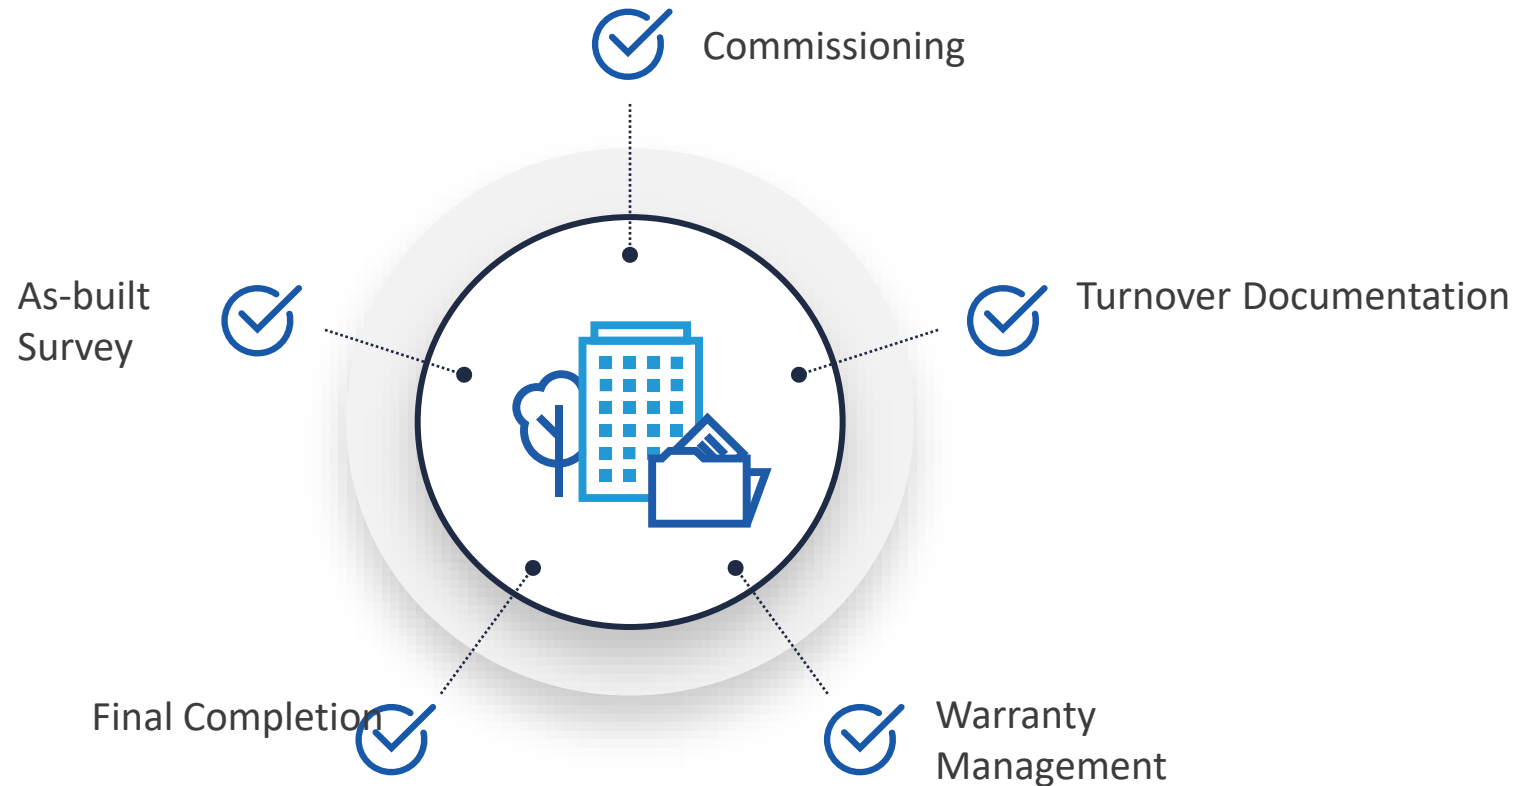 Commissioning
As-built
Survey
Turnover Documentation
Final Completion
Warranty
Management